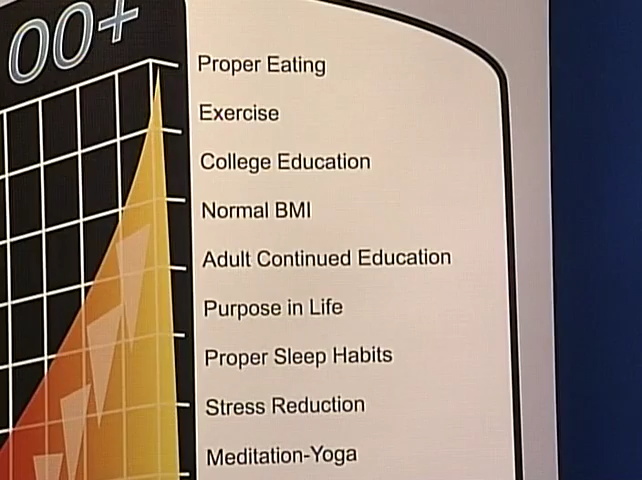 00+
Proper Eating
Exercise
College Education
Normal BMI
Adult Continued Education
Purpose in Life
Proper Sleep Habits
Stress Reduction
Meditation-Yoga